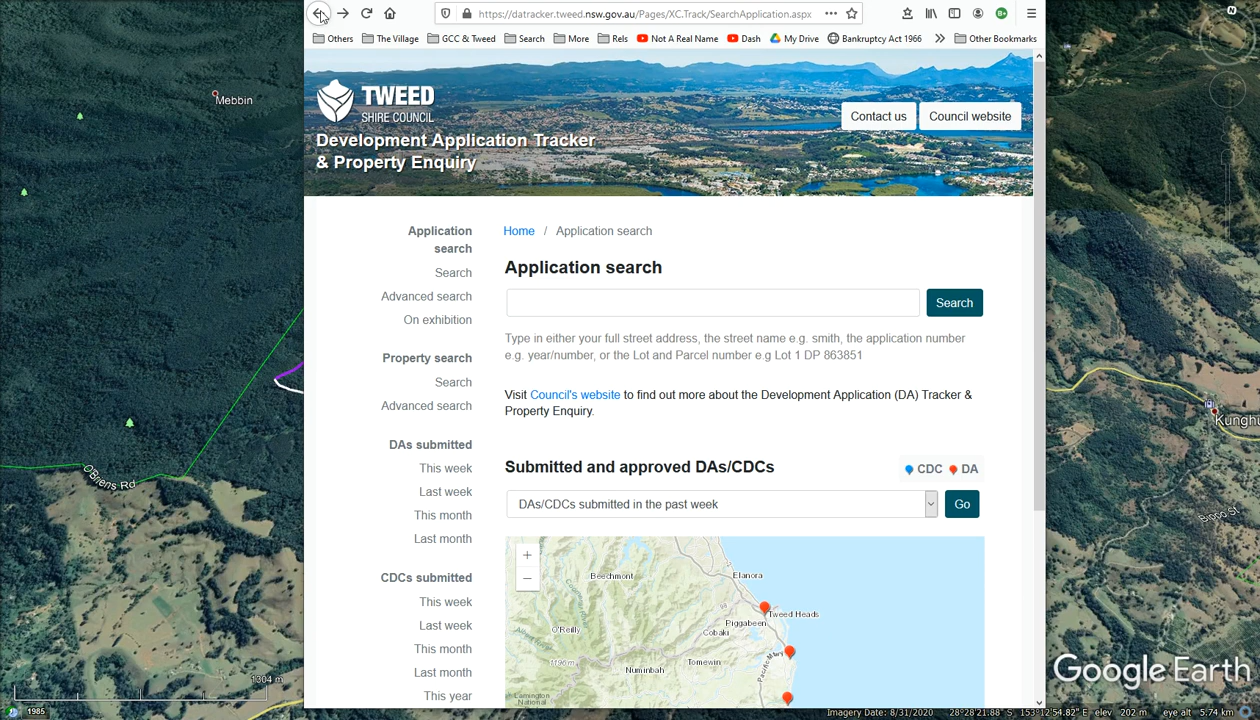 N
https://datracker.tweed.nsw.gov.au/Pages/XC.Track/SearchApplication.aspx
Others The Village GCC & Tweed Search More Rels Not A Real Name Dash My Drive Bankruptcy Act 1966 Other Bookmarks
Mebbin
TWEED
SHIRE COUNCIL
Contact us
Council website
Development Application Tracker
& Property Enquiry
Application
search
Search
Advanced search
On exhibition
Property search
Search
Advanced search
DAs submitted
This week
Last week
This month
Last month
CDCs submitted
This week
Last week
This month
Last month
This year
Home / Application search
Application search
Search
Type in either your full street address, the street name e.g. smith, the application number
e.g. year/number, or the Lot and Parcel number e.g Lot 1 DP 863851
Visit Council's website to find out more about the Development Application (DA) Tracker &
Property Enquiry.
Submitted and approved DAs/CDCs
CDC DA
DAs/CDCs submitted in the past week
Go
+
−
Beechmont
Elanora
Tweed Heads
Piggabeen
O'Reilly
Cobaki
1196 m
Tomewin
Numinbah
Lamington
National
O'Briens Rd
Kunghu
1304 m
1985
Google Earth
Imagery Date: 8/31/2020 28°28'21.88" S 153°12'54.82" E elev 202 m eye alt 5.74 km